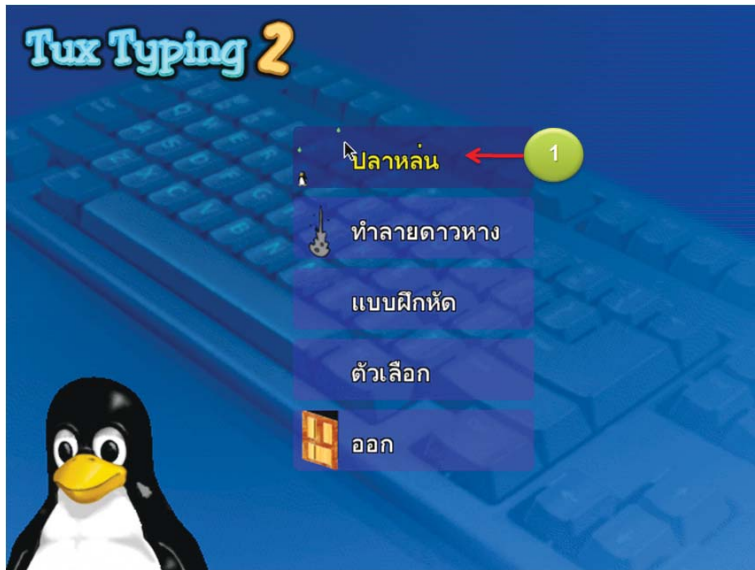 Tux Typing 2
ปลาหล่น
1
ทำลายดาวหาง
แบบฝึกหัด
ตัวเลือก
ออก